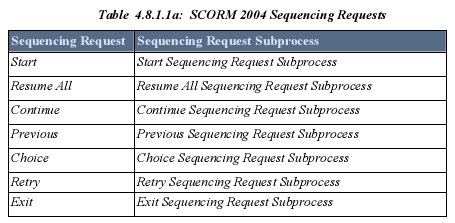 Table 4.8.1.1a: SCORM 2004 Sequencing Requests
Sequencing Request Sequencing Request Subprocess
Start Start Sequencing Request Subprocess
Resume All Resume All Sequencing Request Subprocess
Continue Continue Sequencing Request Subprocess
Previous Previous Sequencing Request Subprocess
Choice Choice Sequencing Request Subprocess
Retry Retry Sequencing Request Subprocess
Exit Exit Sequencing Request Subprocess